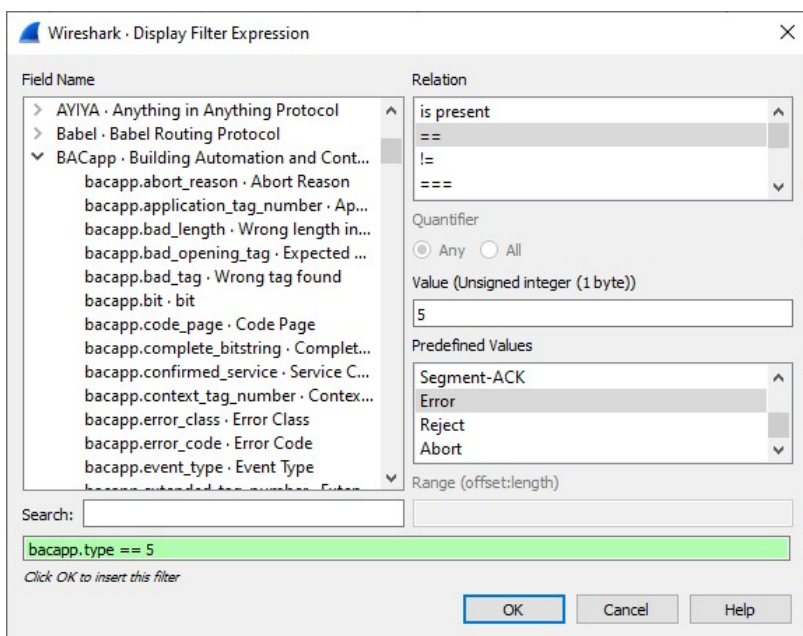 Wireshark · Display Filter Expression
Field Name
AYIYA · Anything in Anything Protocol
Babel · Babel Routing Protocol
BACapp · Building Automation and Cont...
bacapp.abort_reason · Abort Reason
bacapp.application_tag_number · Ap...
bacapp.bad_length · Wrong length in...
bacapp.bad_opening_tag · Expected ...
bacapp.bad_tag · Wrong tag found
bacapp.bit · bit
bacapp.code_page · Code Page
bacapp.complete_bitstring · Complet...
bacapp.confirmed_service · Service C...
bacapp.context_tag_number · Contex...
bacapp.error_class · Error Class
bacapp.error_code · Error Code
bacapp.event_type · Event Type
Search:
Relation
is present
==
!=
===
Quantifier
Any All
Value (Unsigned integer (1 byte))
5
Predefined Values
Segment-ACK
Error
Reject
Abort
Range (offset:length)
bacapp.type == 5
Click OK to insert this filter
OK Cancel Help